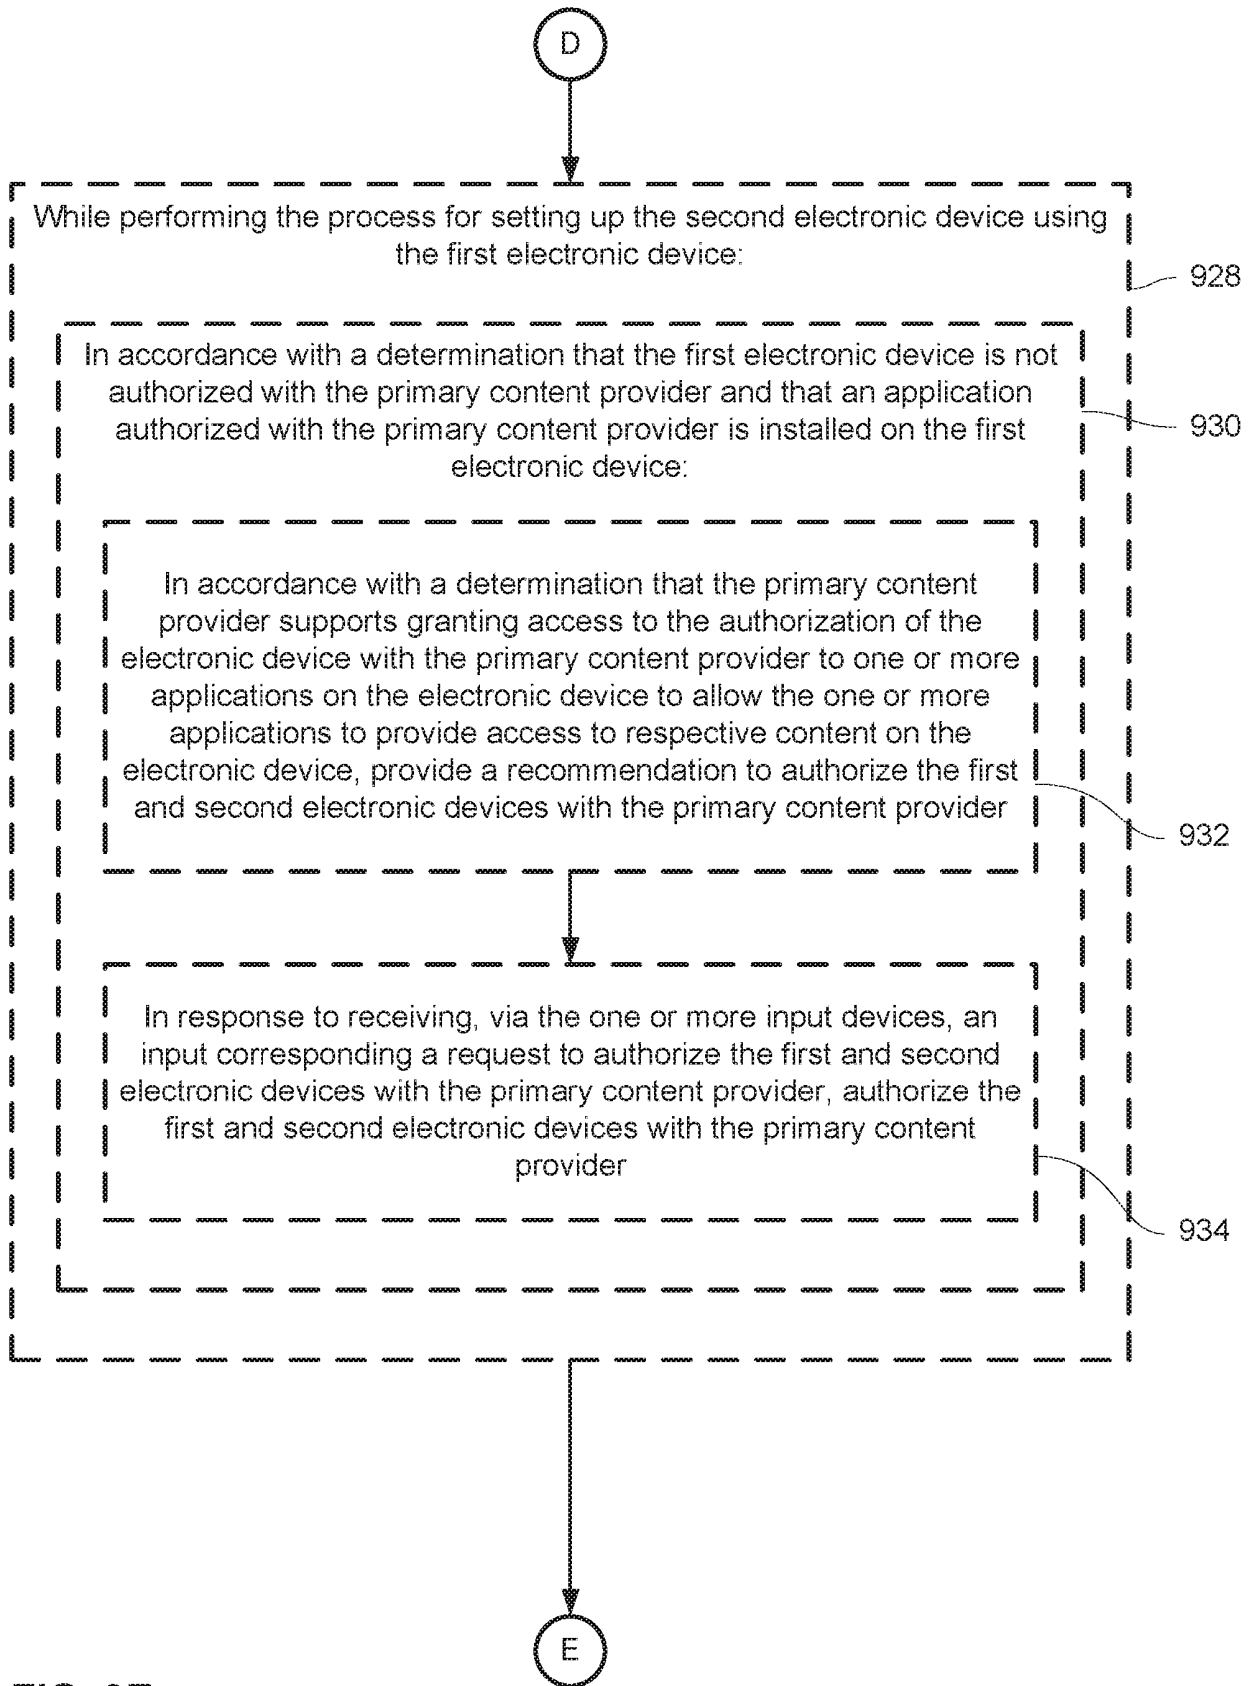 D
While performing the process for setting up the second electronic device using
the first electronic device:
928
In accordance with a determination that the first electronic device is not
authorized with the primary content provider and that an application
authorized with the primary content provider is installed on the first
electronic device:
930
In accordance with a determination that the primary content
provider supports granting access to the authorization of the
electronic device with the primary content provider to one or more
applications on the electronic device to allow the one or more
applications to provide access to respective content on the
electronic device, provide a recommendation to authorize the first
and second electronic devices with the primary content provider
932
In response to receiving, via the one or more input devices, an
input corresponding a request to authorize the first and second
electronic devices with the primary content provider, authorize the
first and second electronic devices with the primary content
provider
934
E